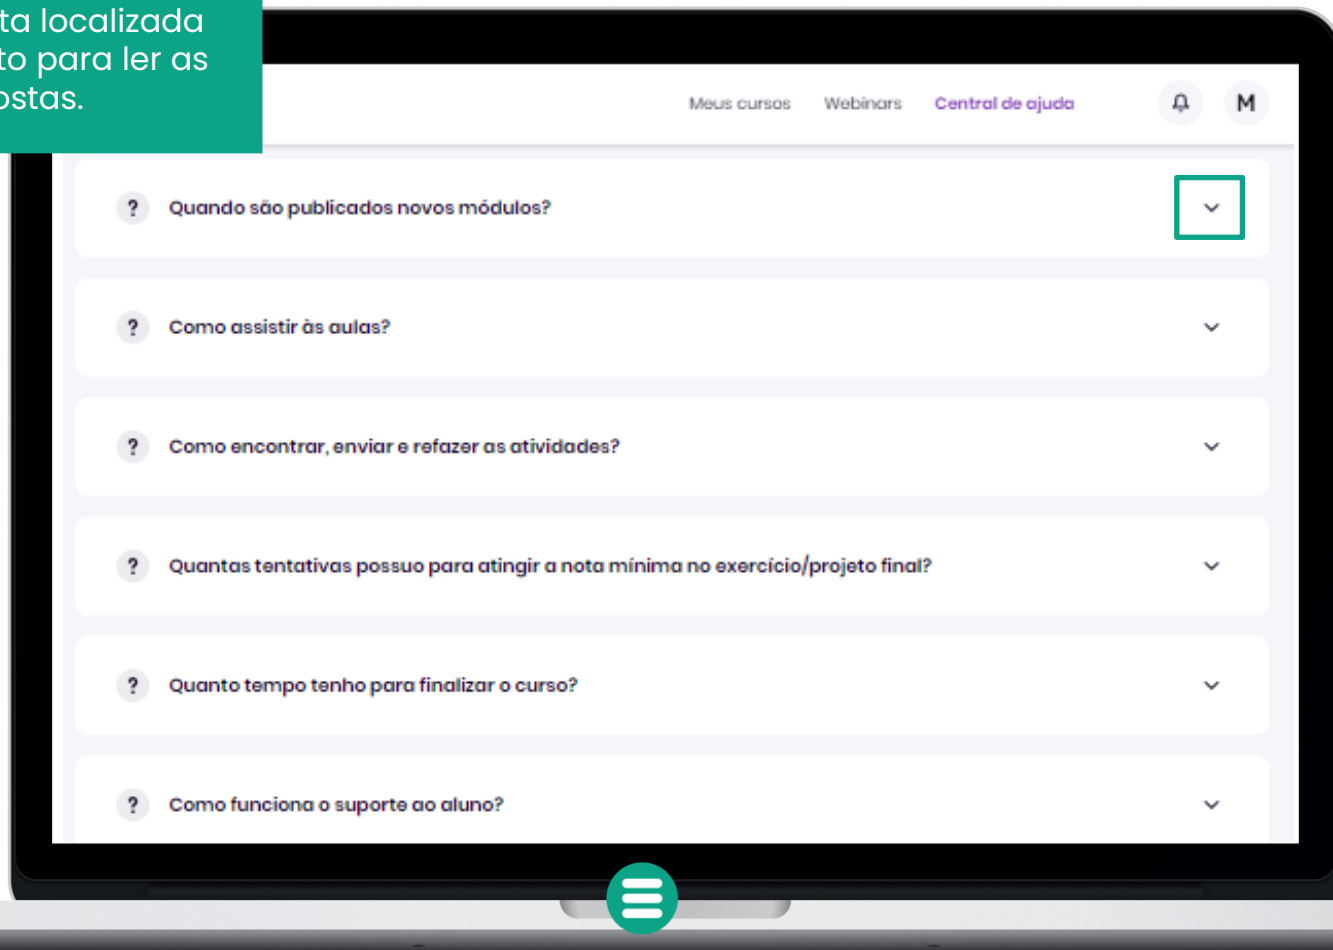 ta localizada
to para ler as
ostas.
Meus cursos Webinars Central de ajuda M
? Quando são publicados novos módulos?
? Como assistir às aulas?
? Como encontrar, enviar e refazer as atividades?
? Quantas tentativas possuo para atingir a nota mínima no exercício/projeto final?
? Quanto tempo tenho para finalizar o curso?
? Como funciona o suporte ao aluno?